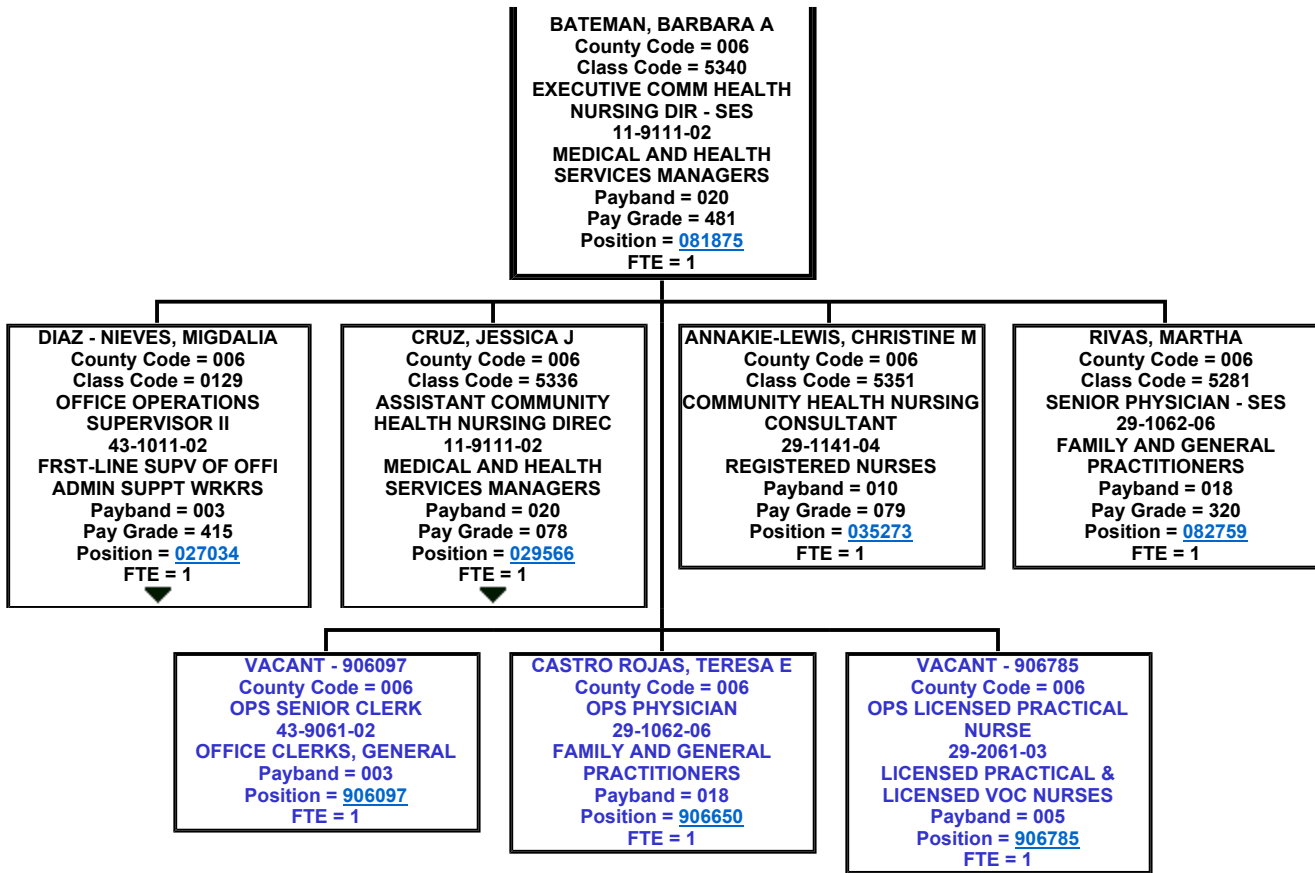 BATEMAN, BARBARA A
County Code = 006
Class Code = 5340
EXECUTIVE COMM HEALTH
NURSING DIR - SES
11-9111-02
MEDICAL AND HEALTH
SERVICES MANAGERS
Payband = 020
Pay Grade = 481
Position = 081875
FTE = 1
DIAZ - NIEVES, MIGDALIA
County Code = 006
Class Code = 0129
OFFICE OPERATIONS
SUPERVISOR II
43-1011-02
FRST-LINE SUPV OF OFFI
ADMIN SUPPT WRKRS
Payband = 003
Pay Grade = 415
Position = 027034
FTE = 1
CRUZ, JESSICA J
County Code = 006
Class Code = 5336
ASSISTANT COMMUNITY
HEALTH NURSING DIREC
11-9111-02
MEDICAL AND HEALTH
SERVICES MANAGERS
Payband = 020
Pay Grade = 078
Position = 029566
FTE = 1
ANNAKIE-LEWIS, CHRISTINE M
County Code = 006
Class Code = 5351
COMMUNITY HEALTH NURSING
CONSULTANT
29-1141-04
REGISTERED NURSES
Payband = 010
Pay Grade = 079
Position = 035273
FTE = 1
RIVAS, MARTHA
County Code = 006
Class Code = 5281
SENIOR PHYSICIAN - SES
29-1062-06
FAMILY AND GENERAL
PRACTITIONERS
Payband = 018
Pay Grade = 320
Position = 082759
FTE = 1
VACANT - 906097
County Code = 006
OPS SENIOR CLERK
43-9061-02
OFFICE CLERKS, GENERAL
Payband = 003
Position = 906097
FTE = 1
CASTRO ROJAS, TERESA E
County Code = 006
OPS PHYSICIAN
29-1062-06
FAMILY AND GENERAL
PRACTITIONERS
Payband = 018
Position = 906650
FTE = 1
VACANT - 906785
County Code = 006
OPS LICENSED PRACTICAL
NURSE
29-2061-03
LICENSED PRACTICAL &
LICENSED VOC NURSES
Payband = 005
Position = 906785
FTE = 1